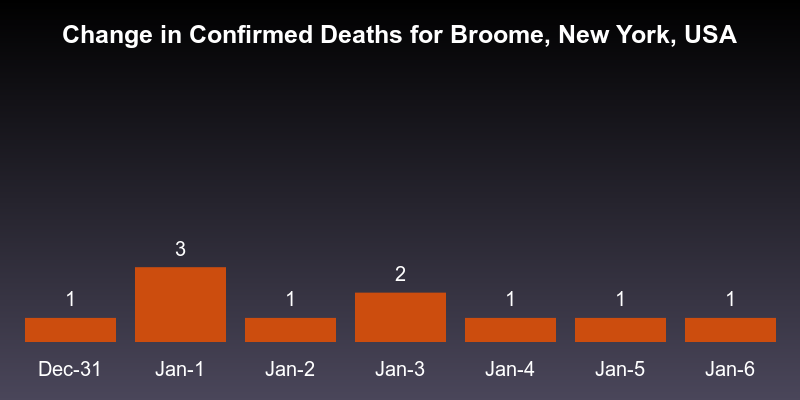 Change in Confirmed Deaths for Broome, New York, USA
3
2
1 1 1 1 1
Dec-31 Jan-1 Jan-2 Jan-3 Jan-4 Jan-5 Jan-6